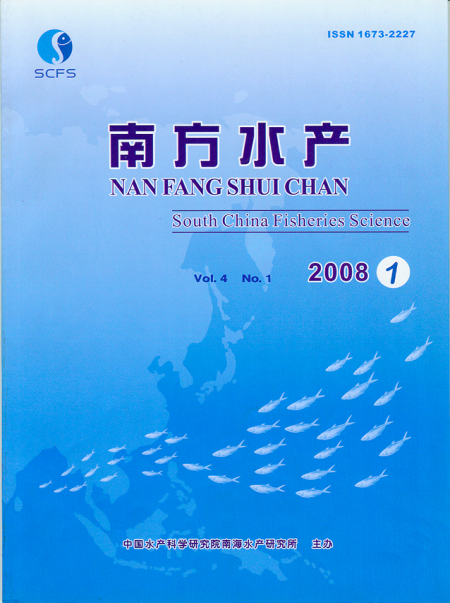 ISSN 1673-2227
SCFS
南方水产
NAN FANG SHUI CHAN
South China Fisheries Science
Vol. 4 No. 1 2008 1
中国水产科学研究院南海水产研究所 主办